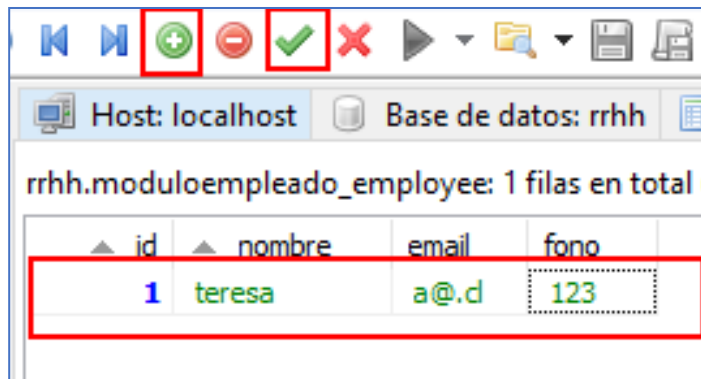 Host: localhost Base de datos: rrhh
rrhh.moduloempleado_employee: 1 filas en total
id nombre email fono
1 teresa a@.cl 123